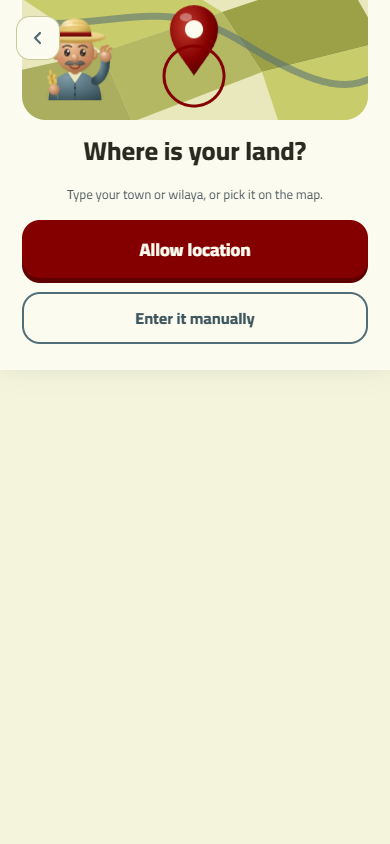 Where is your land?
Type your town or wilaya, or pick it on the map.
Allow location
Enter it manually